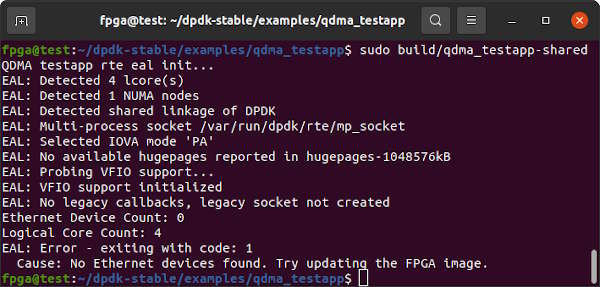 fpga@test: ~/dpdk-stable/examples/qdma_testapp
fpga@test:~/dpdk-stable/examples/qdma_testapp$ sudo build/qdma_testapp-shared
QDMA testapp rte eal init...
EAL: Detected 4 lcore(s)
EAL: Detected 1 NUMA nodes
EAL: Detected shared linkage of DPDK
EAL: Multi-process socket /var/run/dpdk/rte/mp_socket
EAL: Selected IOVA mode 'PA'
EAL: No available hugepages reported in hugepages-1048576kB
EAL: Probing VFIO support...
EAL: VFIO support initialized
EAL: No legacy callbacks, legacy socket not created
Ethernet Device Count: 0
Logical Core Count: 4
EAL: Error - exiting with code: 1
  Cause: No Ethernet devices found. Try updating the FPGA image.
fpga@test:~/dpdk-stable/examples/qdma_testapp$